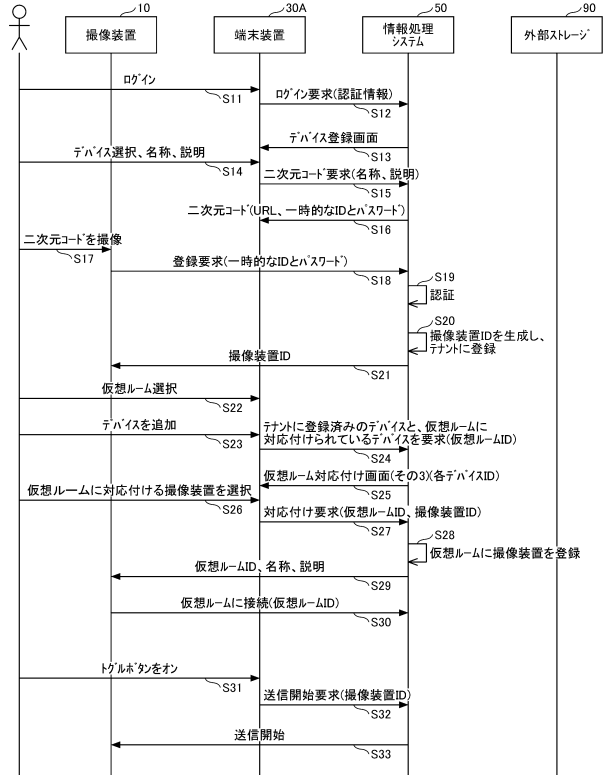 10
30A
50
90
撮像装置
端末装置
情報処理
システム
外部ストレージ
ログイン
S11
ログイン要求(認証情報)
S12
デバイス登録画面
S13
デバイス選択、名称、説明
S14
二次元コード要求(名称、説明)
S15
二次元コード(URL、一時的なIDとパスワード)
S16
二次元コードを撮像
S17
登録要求(一時的なIDとパスワード)
S18
S19
認証
S20
撮像装置IDを生成し、
テナントに登録
撮像装置ID
S21
仮想ルーム選択
S22
デバイスを追加
S23
テナントに登録済みのデバイスと、仮想ルームに
対応付けられているデバイスを要求(仮想ルームID)
S24
仮想ルーム対応付け画面(その3)(各デバイスID)
S25
仮想ルームに対応付ける撮像装置を選択
S26
対応付け要求(仮想ルームID、撮像装置ID)
S27
S28
仮想ルームに撮像装置を登録
仮想ルームID、名称、説明
S29
仮想ルームに接続(仮想ルームID)
S30
トグルボタンをオン
S31
送信開始要求(撮像装置ID)
S32
送信開始
S33